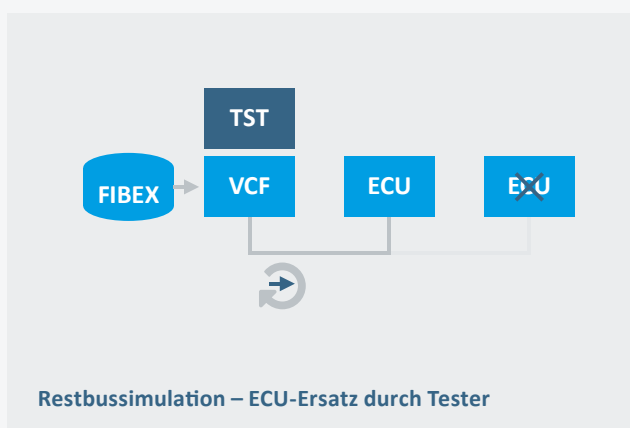 TST
FIBEX
VCF
ECU
ECU
Restbussimulation – ECU-Ersatz durch Tester